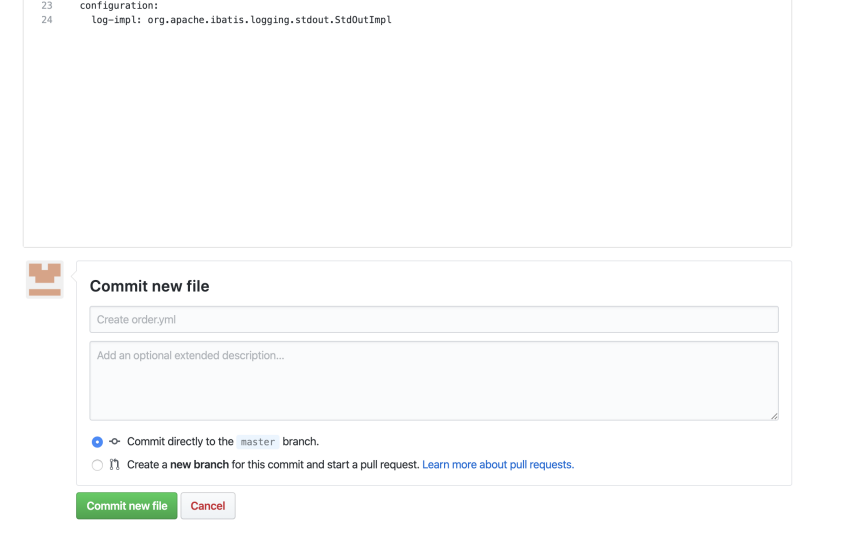 23 configuration:
24 log-impl: org.apache.ibatis.logging.stdout.StdOutImpl
Commit new file
Create order.yml
Add an optional extended description...
Commit directly to the master branch.
Create a new branch for this commit and start a pull request. Learn more about pull requests.
Commit new file Cancel